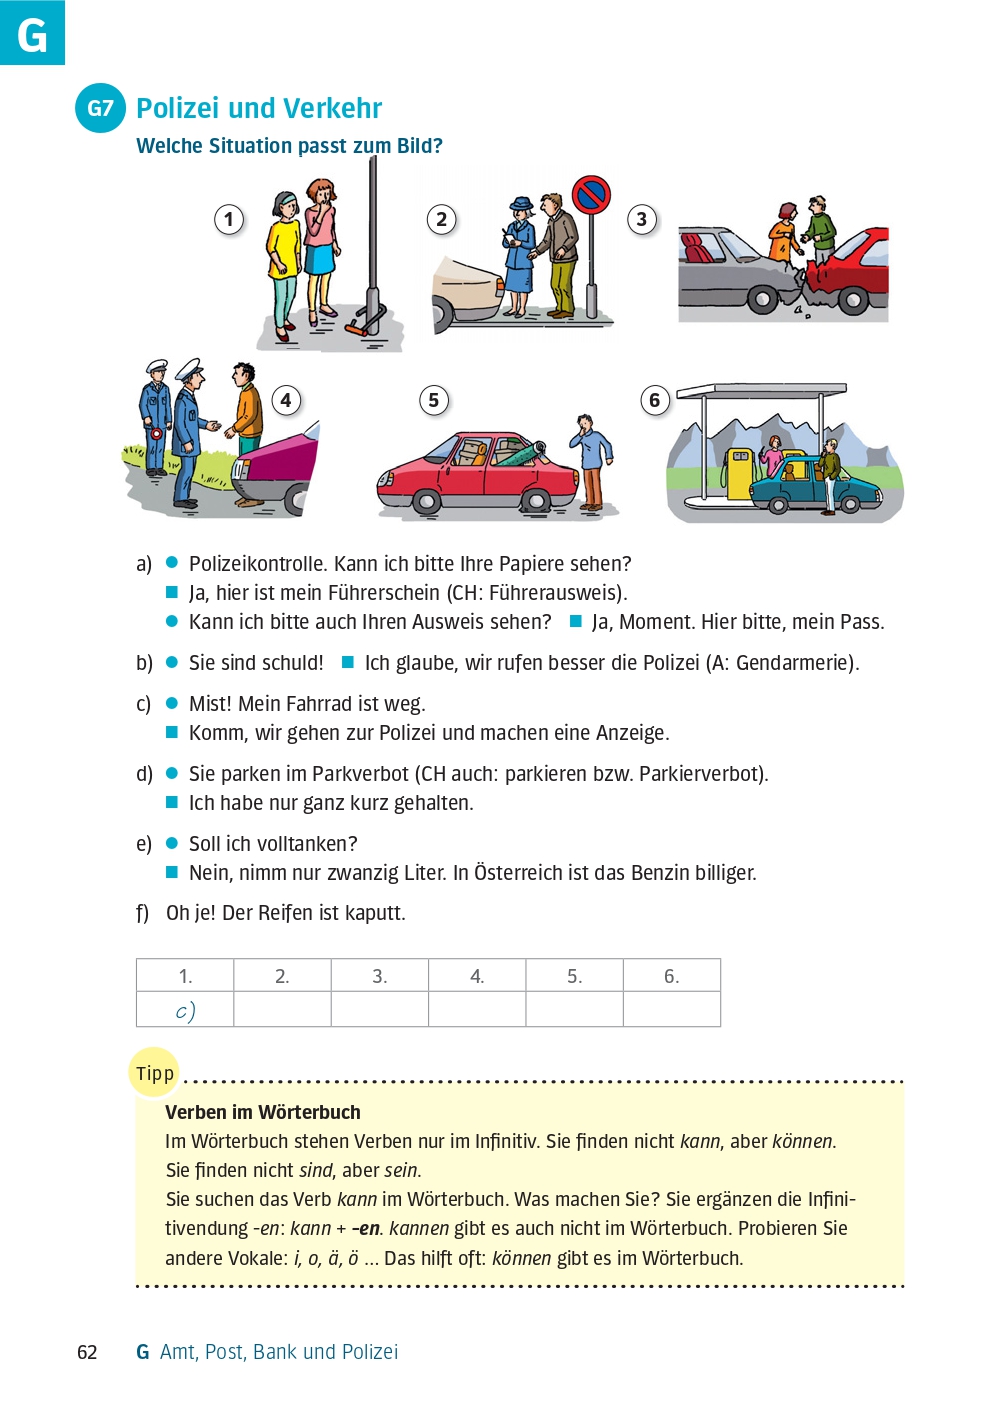 G
G7 Polizei und Verkehr
Welche Situation passt zum Bild?
1
2
3
4
5
6
a) ● Polizeikontrolle. Kann ich bitte Ihre Papiere sehen?
■ Ja, hier ist mein Führerschein (CH: Führerausweis).
● Kann ich bitte auch Ihren Ausweis sehen? ■ Ja, Moment. Hier bitte, mein Pass.
b) ● Sie sind schuld! ■ Ich glaube, wir rufen besser die Polizei (A: Gendarmerie).
c) ● Mist! Mein Fahrrad ist weg.
■ Komm, wir gehen zur Polizei und machen eine Anzeige.
d) ● Sie parken im Parkverbot (CH auch: parkieren bzw. Parkierverbot).
■ Ich habe nur ganz kurz gehalten.
e) ● Soll ich volltanken?
■ Nein, nimm nur zwanzig Liter. In Österreich ist das Benzin billiger.
f) Oh je! Der Reifen ist kaputt.
1. 2. 3. 4. 5. 6.
c)
Tipp
Verben im Wörterbuch
Im Wörterbuch stehen Verben nur im Infinitiv. Sie finden nicht kann, aber können.
Sie finden nicht sind, aber sein.
Sie suchen das Verb kann im Wörterbuch. Was machen Sie? Sie ergänzen die Infini-
tivendung -en: kann + -en. kannen gibt es auch nicht im Wörterbuch. Probieren Sie
andere Vokale: i, o, ä, ö ... Das hilft oft: können gibt es im Wörterbuch.
62 G Amt, Post, Bank und Polizei